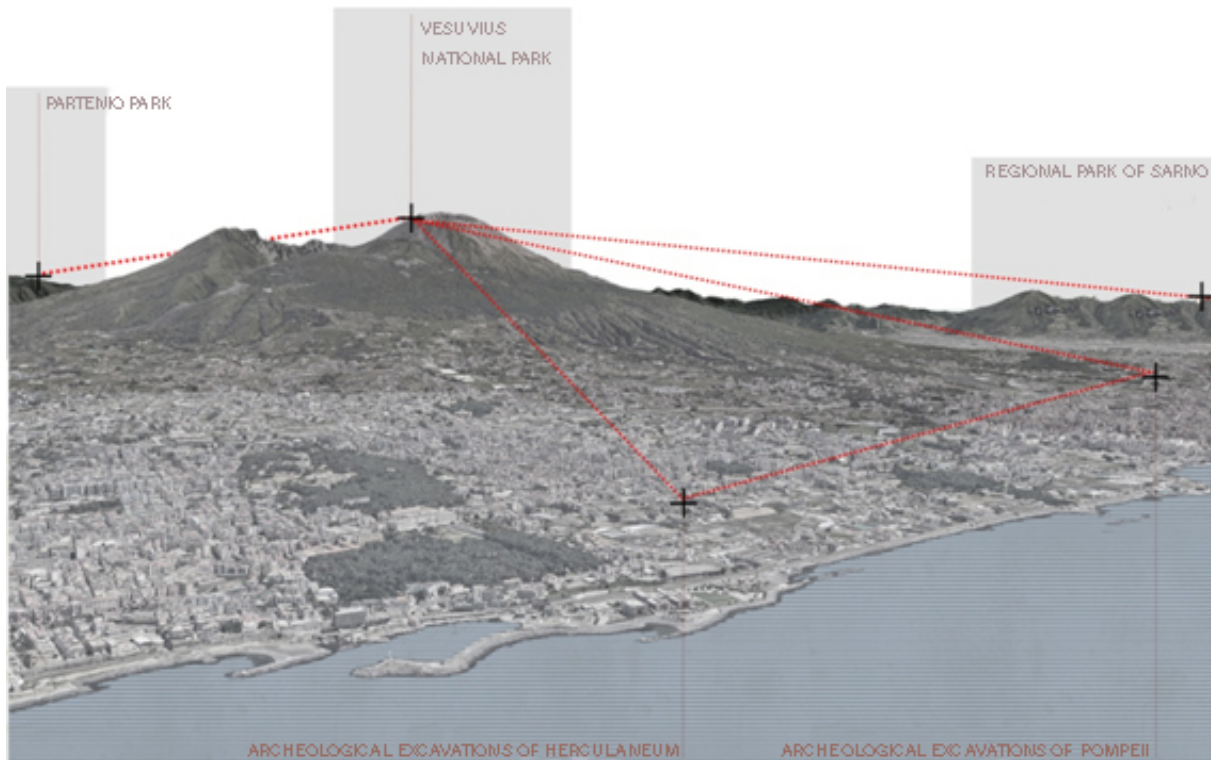 VESUVIUS
NATIONAL PARK
PARTENIO PARK
REGIONAL PARK OF SARNO
ARCHEOLOGICAL EXCAVATIONS OF HERCULANEUM
ARCHEOLOGICAL EXCAVATIONS OF POMPEII